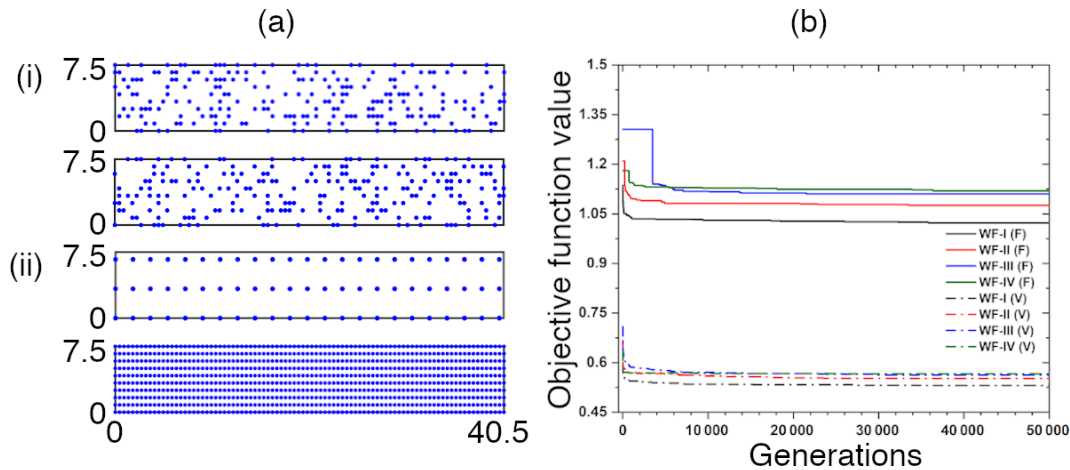 (a)
(i)
7.5
0
7.5
0
(ii)
7.5
0
7.5
0
0 40.5
(b)
Objective function value
1.5
1.35
1.2
1.05
0.9
0.75
0.6
0.45
WF-I (F)
WF-II (F)
WF-III (F)
WF-IV (F)
WF-I (V)
WF-II (V)
WF-III (V)
WF-IV (V)
0 10 000 20 000 30 000 40 000 50 000
Generations